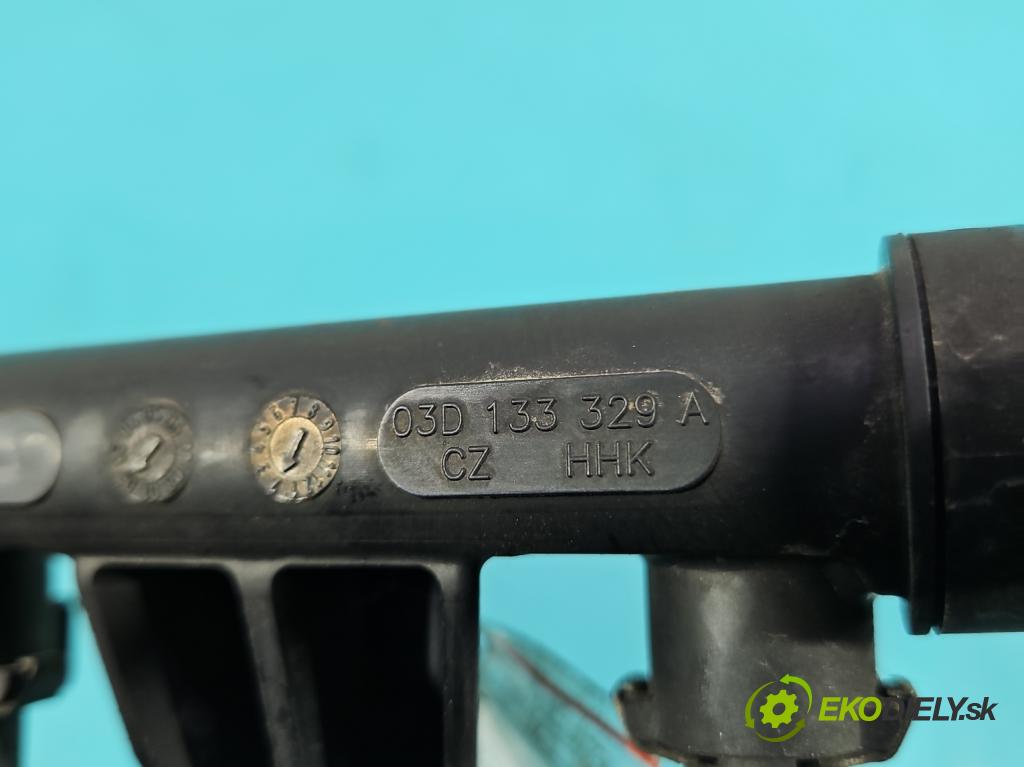 03D 133 329 A
CZ HHK
EKODIELY.sk